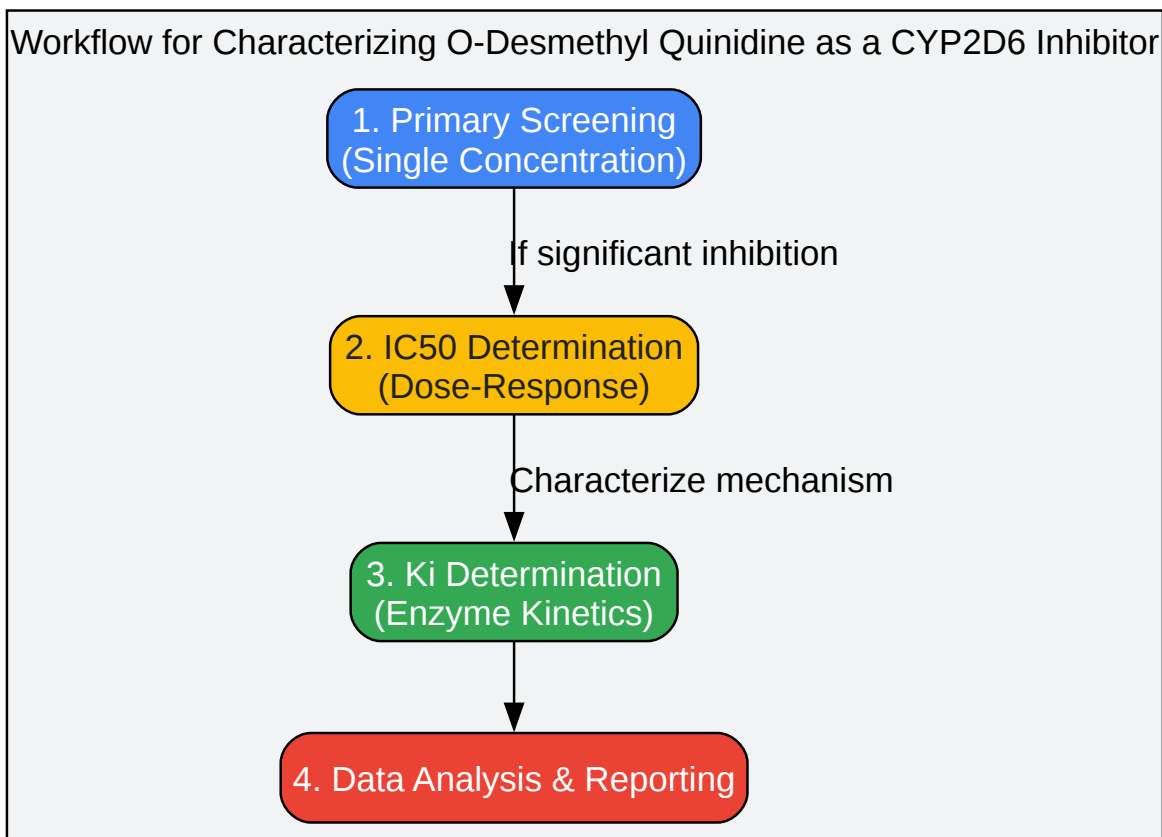 Workflow for Characterizing O-Desmethyl Quinidine as a CYP2D6 Inhibitor
1. Primary Screening
(Single Concentration)
If significant inhibition
2. IC50 Determination
(Dose-Response)
Characterize mechanism
3. Ki Determination
(Enzyme Kinetics)
4. Data Analysis & Reporting